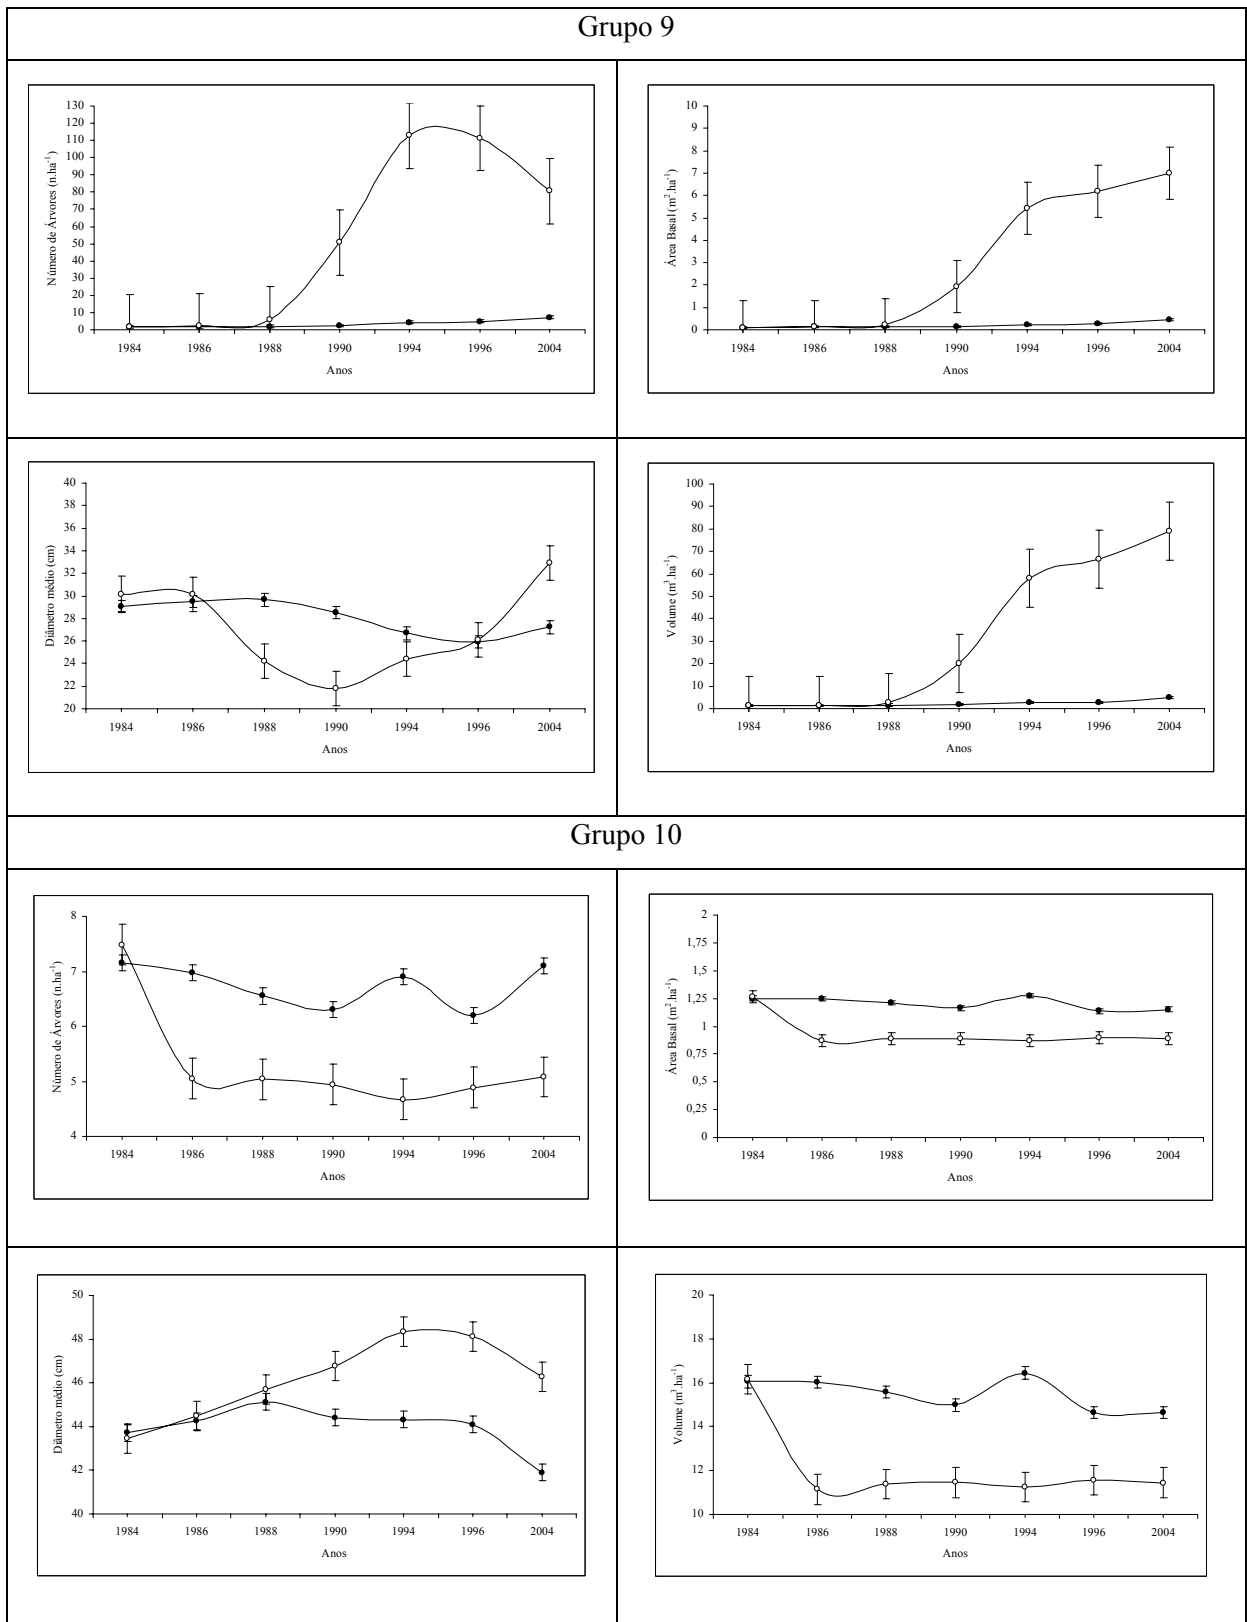 Grupo 9
Número de Árvores (n.ha⁻¹)
130
120
110
100
90
80
70
60
50
40
30
20
10
0
1984 1986 1988 1990 1994 1996 2004
Anos
Área Basal (m².ha⁻¹)
10
9
8
7
6
5
4
3
2
1
0
1984 1986 1988 1990 1994 1996 2004
Anos
Diâmetro médio (cm)
40
38
36
34
32
30
28
26
24
22
20
1984 1986 1988 1990 1994 1996 2004
Anos
Volume (m³.ha⁻¹)
100
90
80
70
60
50
40
30
20
10
0
1984 1986 1988 1990 1994 1996 2004
Anos
Grupo 10
Número de Árvores (n.ha⁻¹)
8
7
6
5
4
1984 1986 1988 1990 1994 1996 2004
Anos
Área Basal (m².ha⁻¹)
2
1,75
1,5
1,25
1
0,75
0,5
0,25
0
1984 1986 1988 1990 1994 1996 2004
Anos
Diâmetro médio (cm)
50
48
46
44
42
40
1984 1986 1988 1990 1994 1996 2004
Anos
Volume (m³.ha⁻¹)
20
18
16
14
12
10
1984 1986 1988 1990 1994 1996 2004
Anos